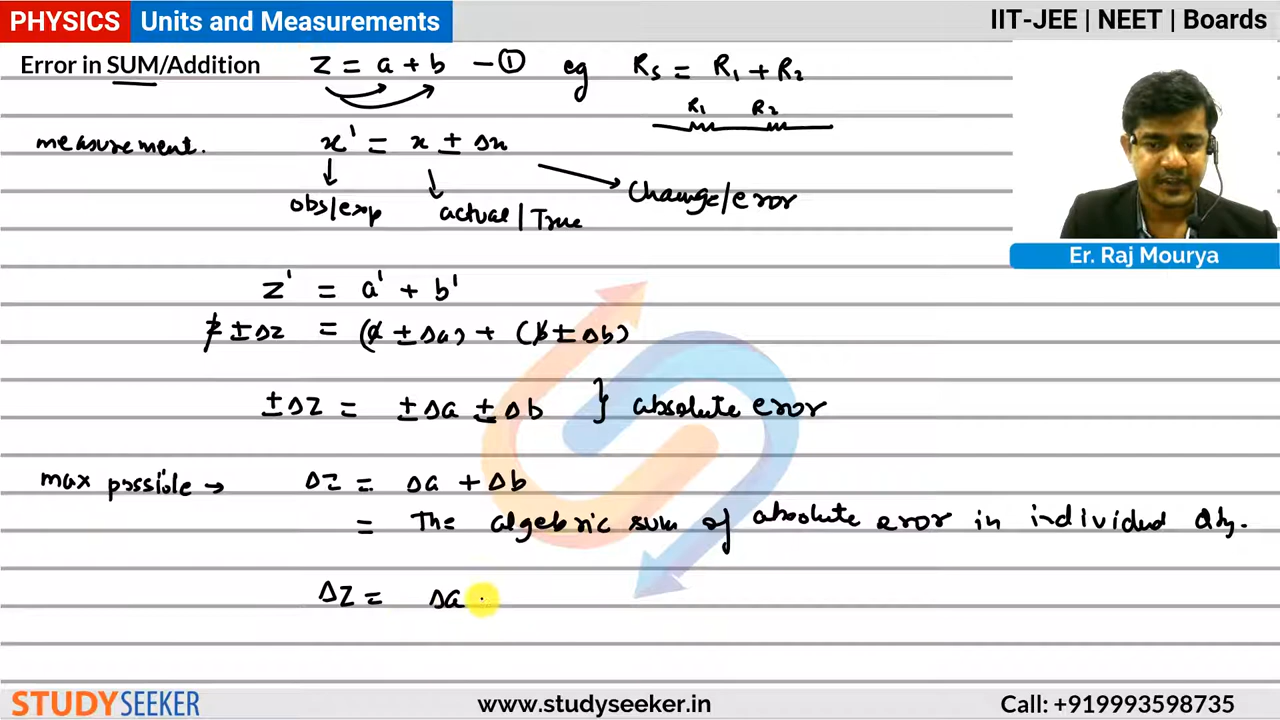 PHYSICS Units and Measurements IIT-JEE | NEET | Boards
Error in SUM/Addition z = a + b - ① eg Rs = R1 + R2
R1 R2
measurement. x' = x ± Δx
obs/exp actual/True Change/error
Er. Raj Mourya
z' = a' + b'
z ± Δz = (a ± Δa) + (b ± Δb)
± Δz = ± Δa ± Δb } absolute error
max possible → Δz = Δa + Δb
= The algebric sum of absolute error in individual Qty.
Δz = Δa
STUDYSEEKER www.studyseeker.in Call: +919993598735